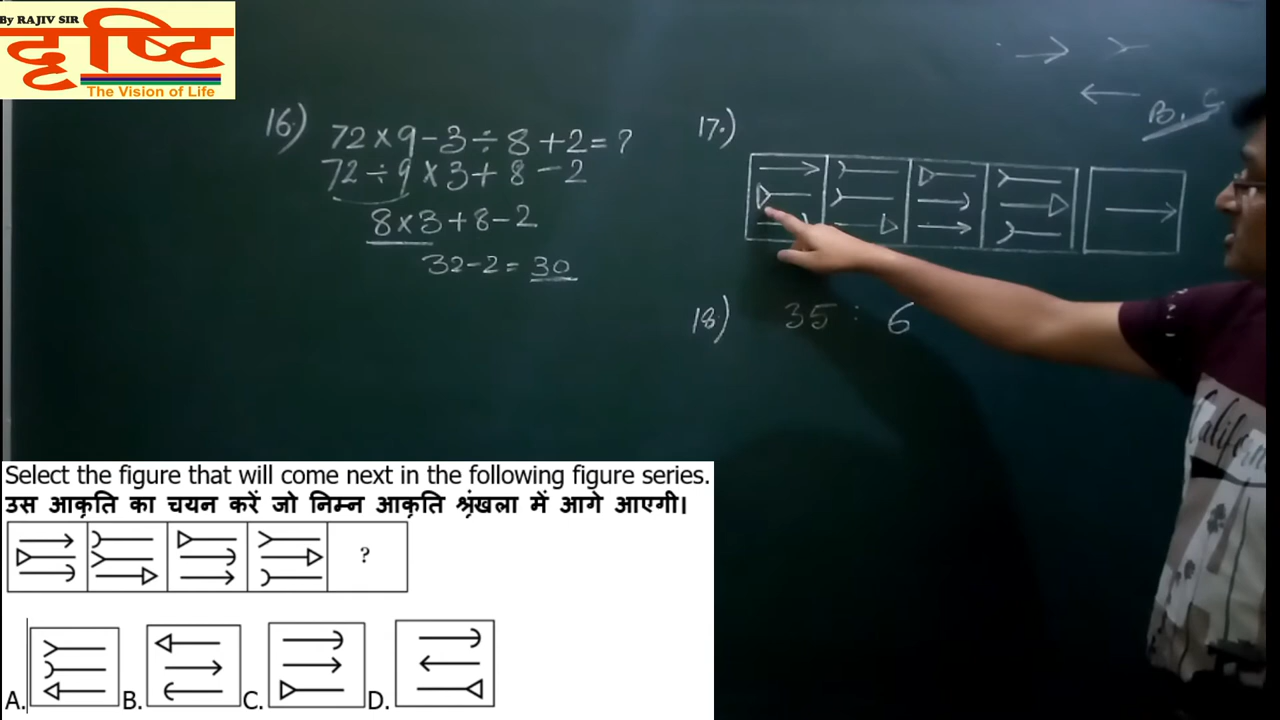 By RAJIV SIR
दृष्टि
The Vision of Life
16.) 72 × 9 - 3 ÷ 8 + 2 = ?
72 ÷ 9 × 3 + 8 - 2
8 × 3 + 8 - 2
32 - 2 = 30
17.)
B. C.
18.) 35 : 6
Select the figure that will come next in the following figure series.
उस आकृति का चयन करें जो निम्न आकृति श्रृंखला में आगे आएगी।
?
A. B. C. D.